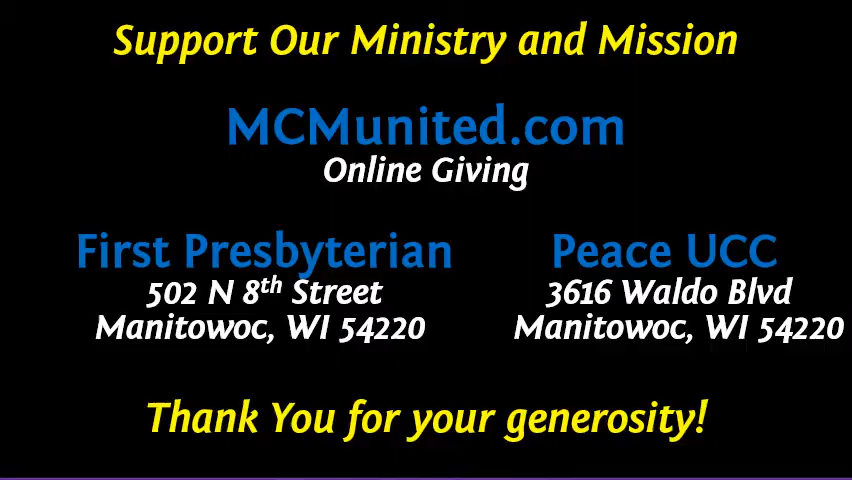 Support Our Ministry and Mission
MCMunited.com
Online Giving
First Presbyterian
502 N 8th Street
Manitowoc, WI 54220
Peace UCC
3616 Waldo Blvd
Manitowoc, WI 54220
Thank You for your generosity!